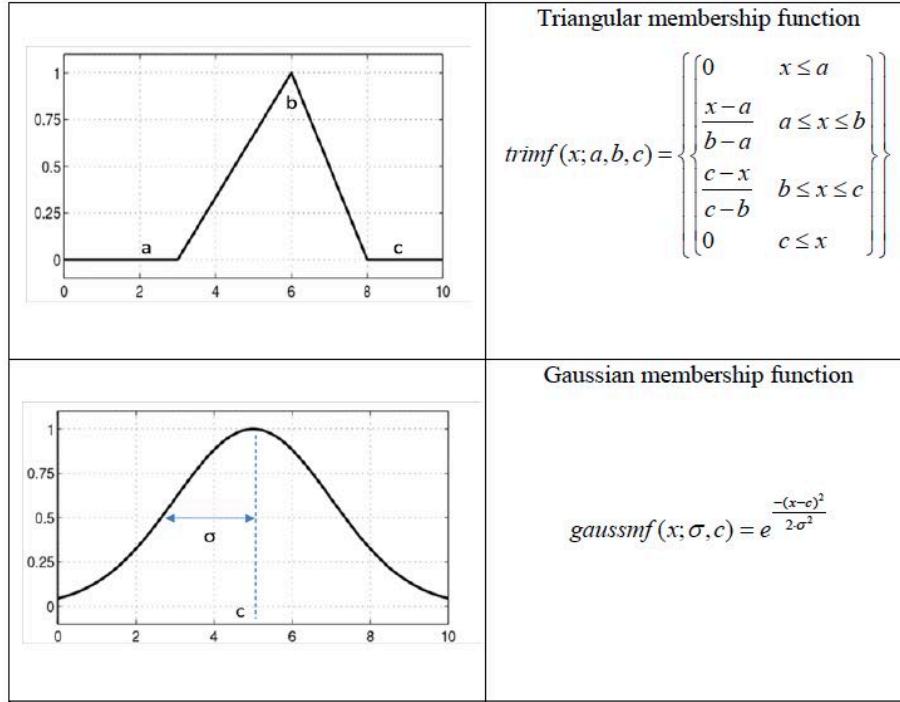 Triangular membership function
1
0.75
0.5
0.25
0
0 2 4 6 8 10
a
b
c
trimf (x; a, b, c) = {{0 x ≤ a
x − a / b − a a ≤ x ≤ b
c − x / c − b b ≤ x ≤ c
0 c ≤ x}}
Gaussian membership function
1
0.75
0.5
0.25
0
0 2 4 6 8 10
σ
c
gaussmf (x; σ, c) = e^(−(x−c)²/2·σ²)